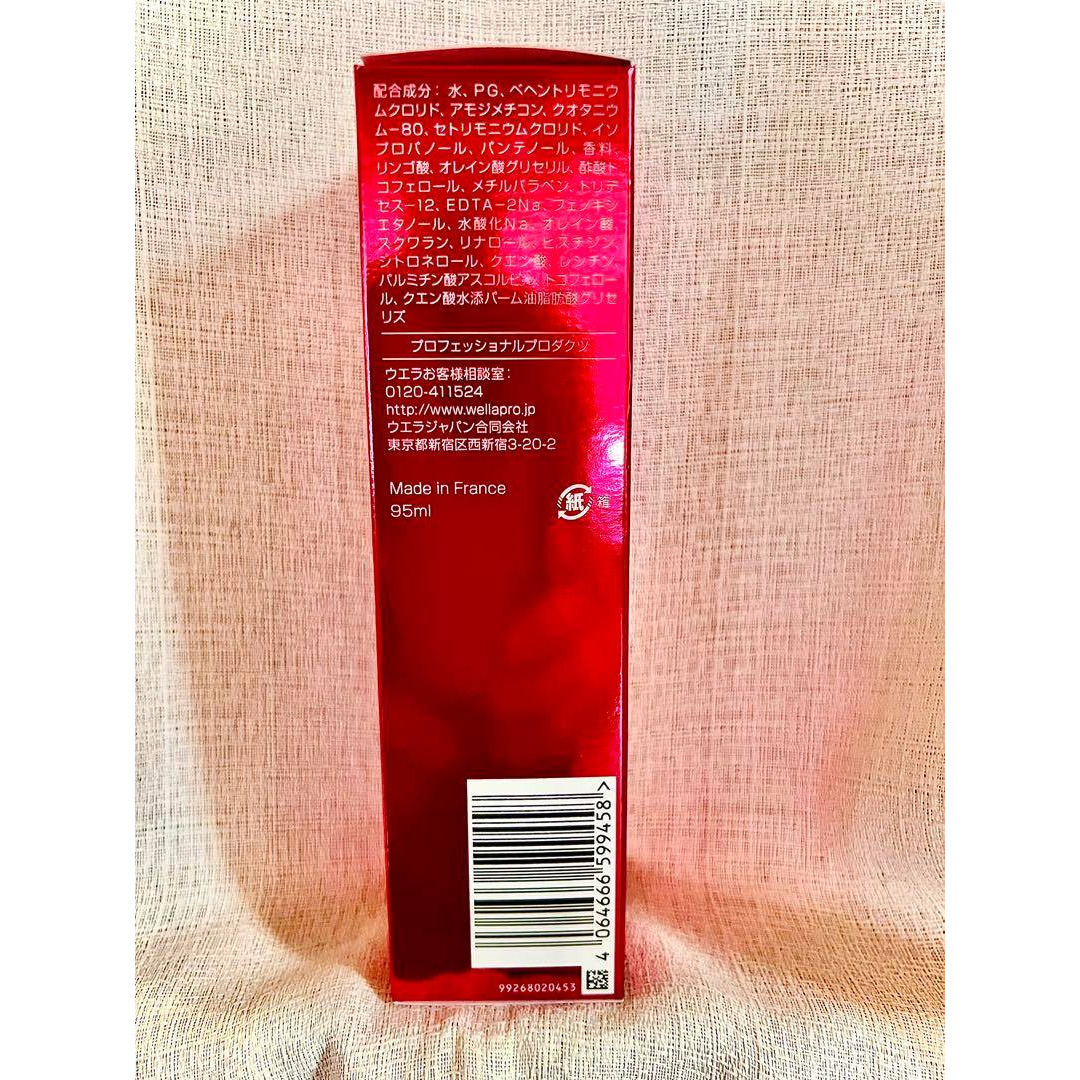 配合成分：水、PG、ベヘントリモニウ
ムクロリド、アモジメチコン、クオタニウ
ム-80、セトリモニウムクロリド、イソ
プロパノール、パンテノール、香料、
リンゴ酸、オレイン酸グリセリル、酢酸ト
コフェロール、メチルパラベン、トリデ
セス-12、EDTA-2Na、フェノキシ
エタノール、水酸化Na、オレイン酸、
スクワラン、リナロール、ヒスチジン、
シトロネロール、クエン酸、レシチン、
パルミチン酸アスコルビル、トコフェロー
ル、クエン酸水添パーム油脂肪酸グリセ
リズ
プロフェッショナルプロダクツ
ウエラお客様相談室：
0120-411524
http://www.wellapro.jp
ウエラジャパン合同会社
東京都新宿区西新宿3-20-2
Made in France
95ml
紙 箱
4 064666 599458 >
99268020453